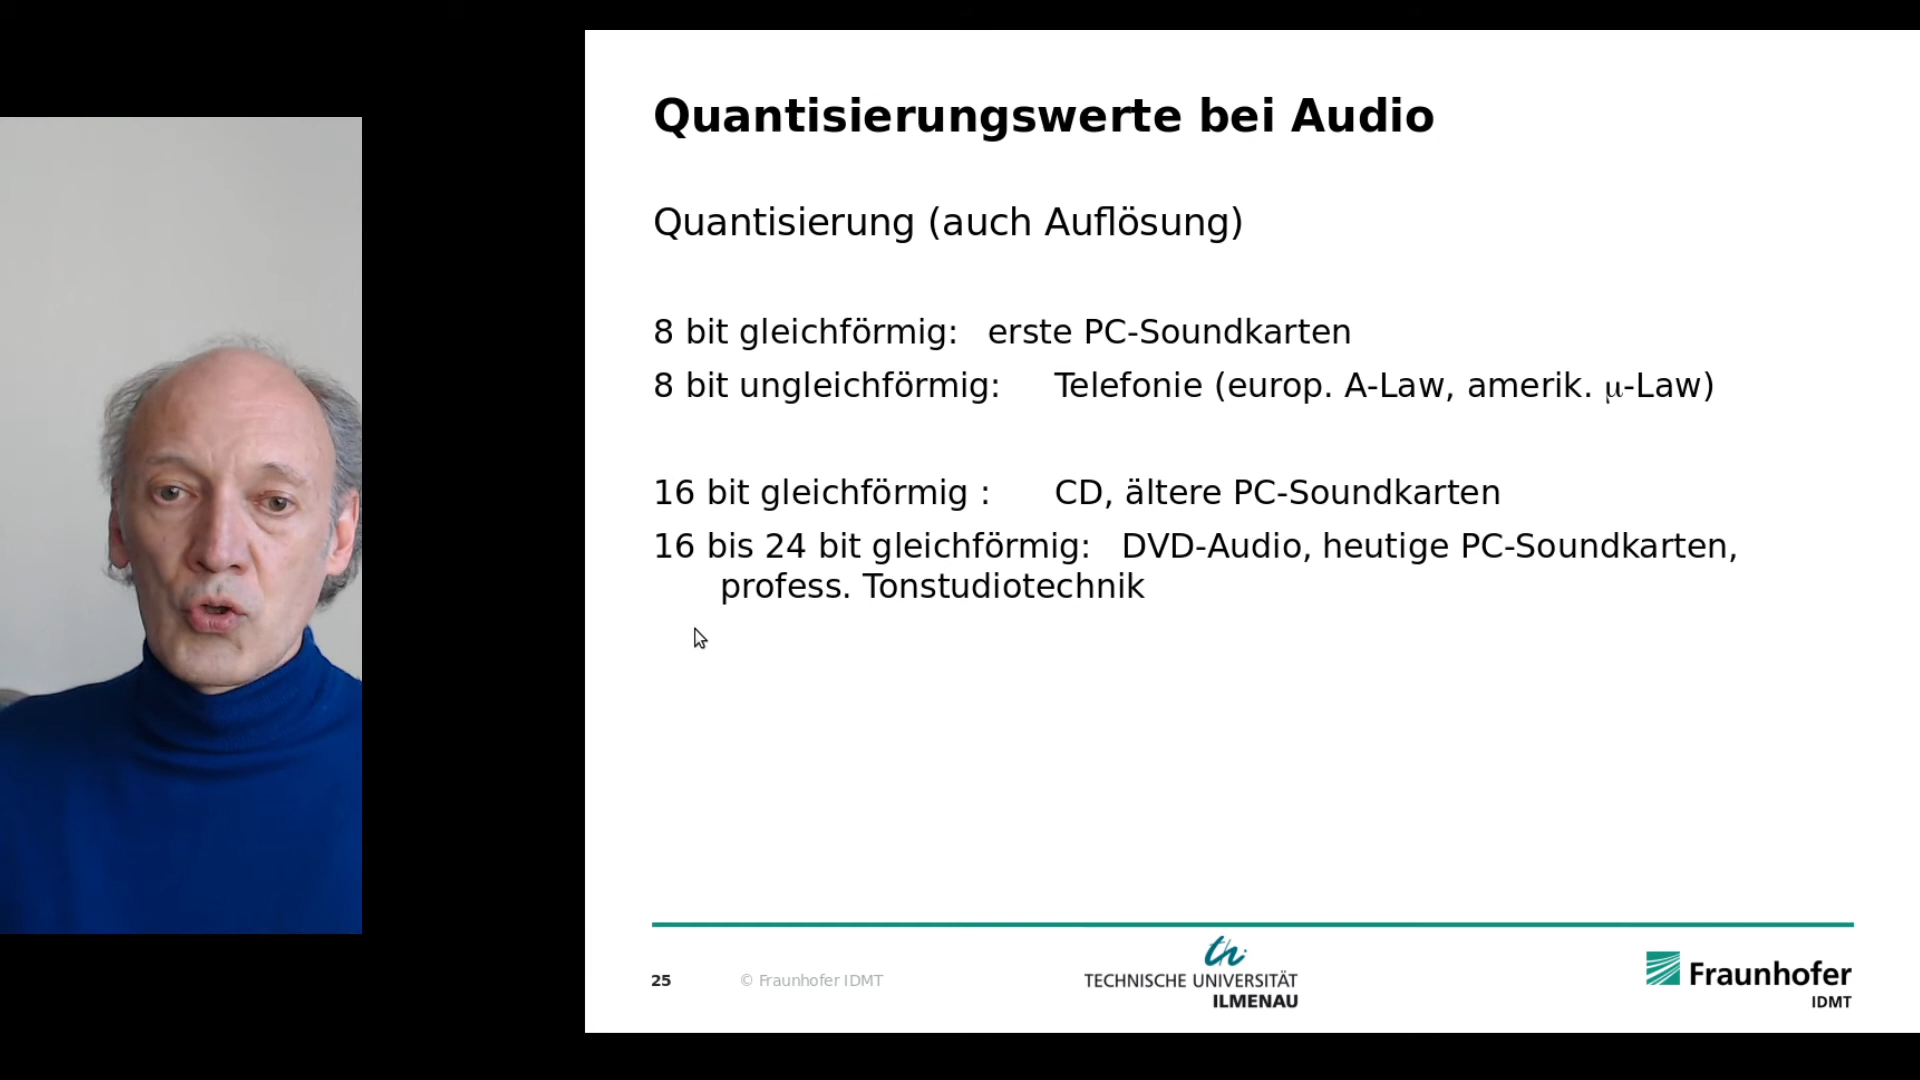 Quantisierungswerte bei Audio
Quantisierung (auch Auflösung)
8 bit gleichförmig: erste PC-Soundkarten
8 bit ungleichförmig: Telefonie (europ. A-Law, amerik. μ-Law)
16 bit gleichförmig : CD, ältere PC-Soundkarten
16 bis 24 bit gleichförmig: DVD-Audio, heutige PC-Soundkarten,
profess. Tonstudiotechnik
25
© Fraunhofer IDMT
th
TECHNISCHE UNIVERSITÄT
ILMENAU
Fraunhofer
IDMT